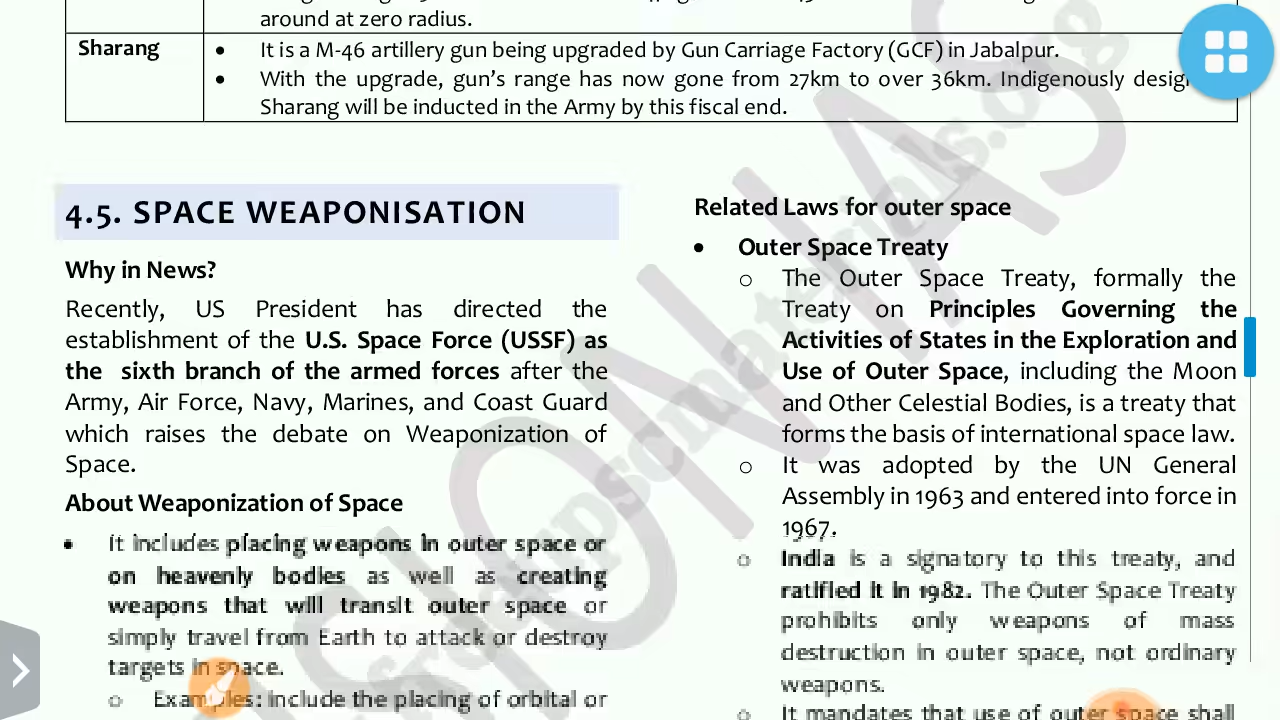 around at zero radius.
Sharang
• It is a M-46 artillery gun being upgraded by Gun Carriage Factory (GCF) in Jabalpur.
• With the upgrade, gun's range has now gone from 27km to over 36km. Indigenously
Sharang will be inducted in the Army by this fiscal end.
4.5. SPACE WEAPONISATION
Why in News?
Recently, US President has directed the
establishment of the U.S. Space Force (USSF) as
the sixth branch of the armed forces after the
Army, Air Force, Navy, Marines, and Coast Guard
which raises the debate on Weaponization of
Space.
About Weaponization of Space
• It includes placing weapons in outer space or
on heavenly bodies as well as creating
weapons that will transit outer space or
simply travel from Earth to attack or destroy
targets in space.
o Examples: include the placing of orbital or
Related Laws for outer space
• Outer Space Treaty
o The Outer Space Treaty, formally the
Treaty on Principles Governing the
Activities of States in the Exploration and
Use of Outer Space, including the Moon
and Other Celestial Bodies, is a treaty that
forms the basis of international space law.
o It was adopted by the UN General
Assembly in 1963 and entered into force in
1967.
o India is a signatory to this treaty, and
ratified it in 1982. The Outer Space Treaty
prohibits only weapons of mass
destruction in outer space, not ordinary
weapons.
o It mandates that use of outer space shall